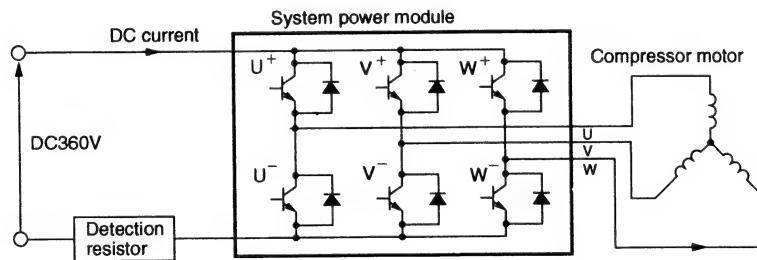 System power module
DC current
Compressor motor
U+
V+
W+
DC360V
U
V
W
U−
V−
W−
Detection
resistor